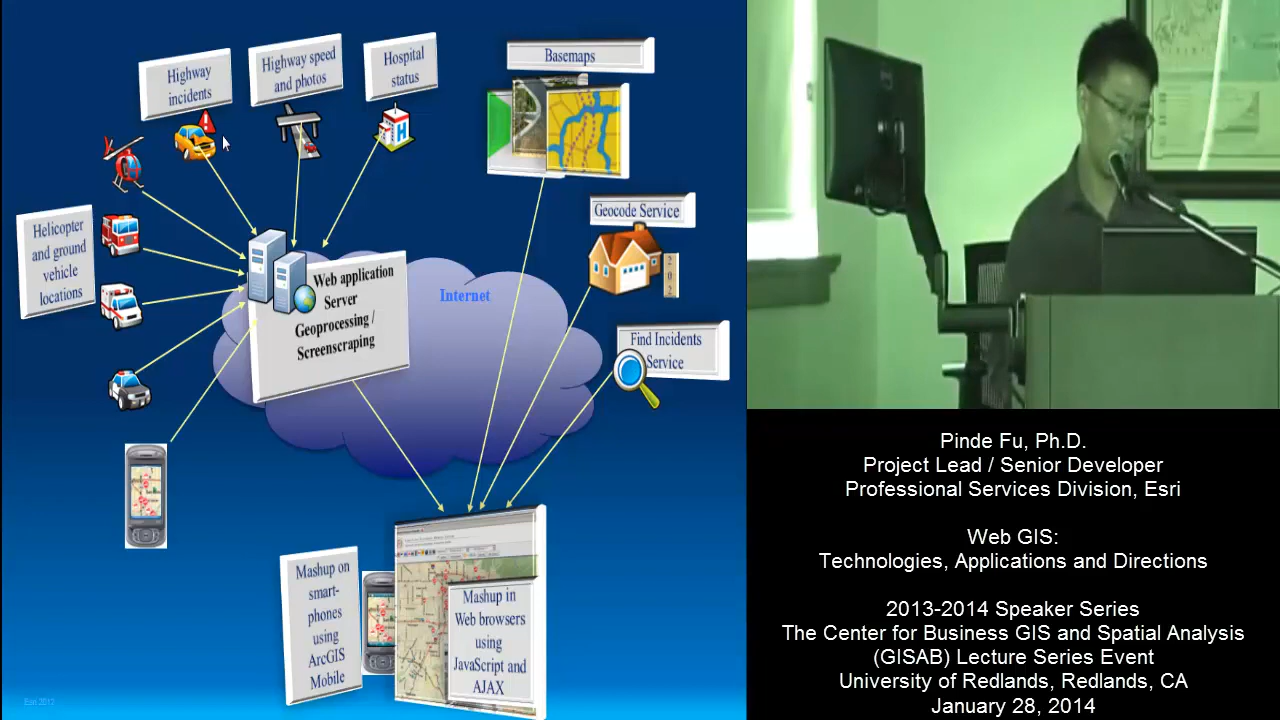 Highway
incidents
Highway speed
and photos
Hospital
status
Basemaps
Helicopter
and ground
vehicle
locations
Geocode Service
202
Web application
Server
Geoprocessing /
Screenscraping
Internet
Find Incidents
Service
H
Mashup on
smart-
phones
using
ArcGIS
Mobile
Mashup in
Web browsers
using
JavaScript and
AJAX
Pinde Fu, Ph.D.
Project Lead / Senior Developer
Professional Services Division, Esri
Web GIS:
Technologies, Applications and Directions
2013-2014 Speaker Series
The Center for Business GIS and Spatial Analysis
(GISAB) Lecture Series Event
University of Redlands, Redlands, CA
January 28, 2014